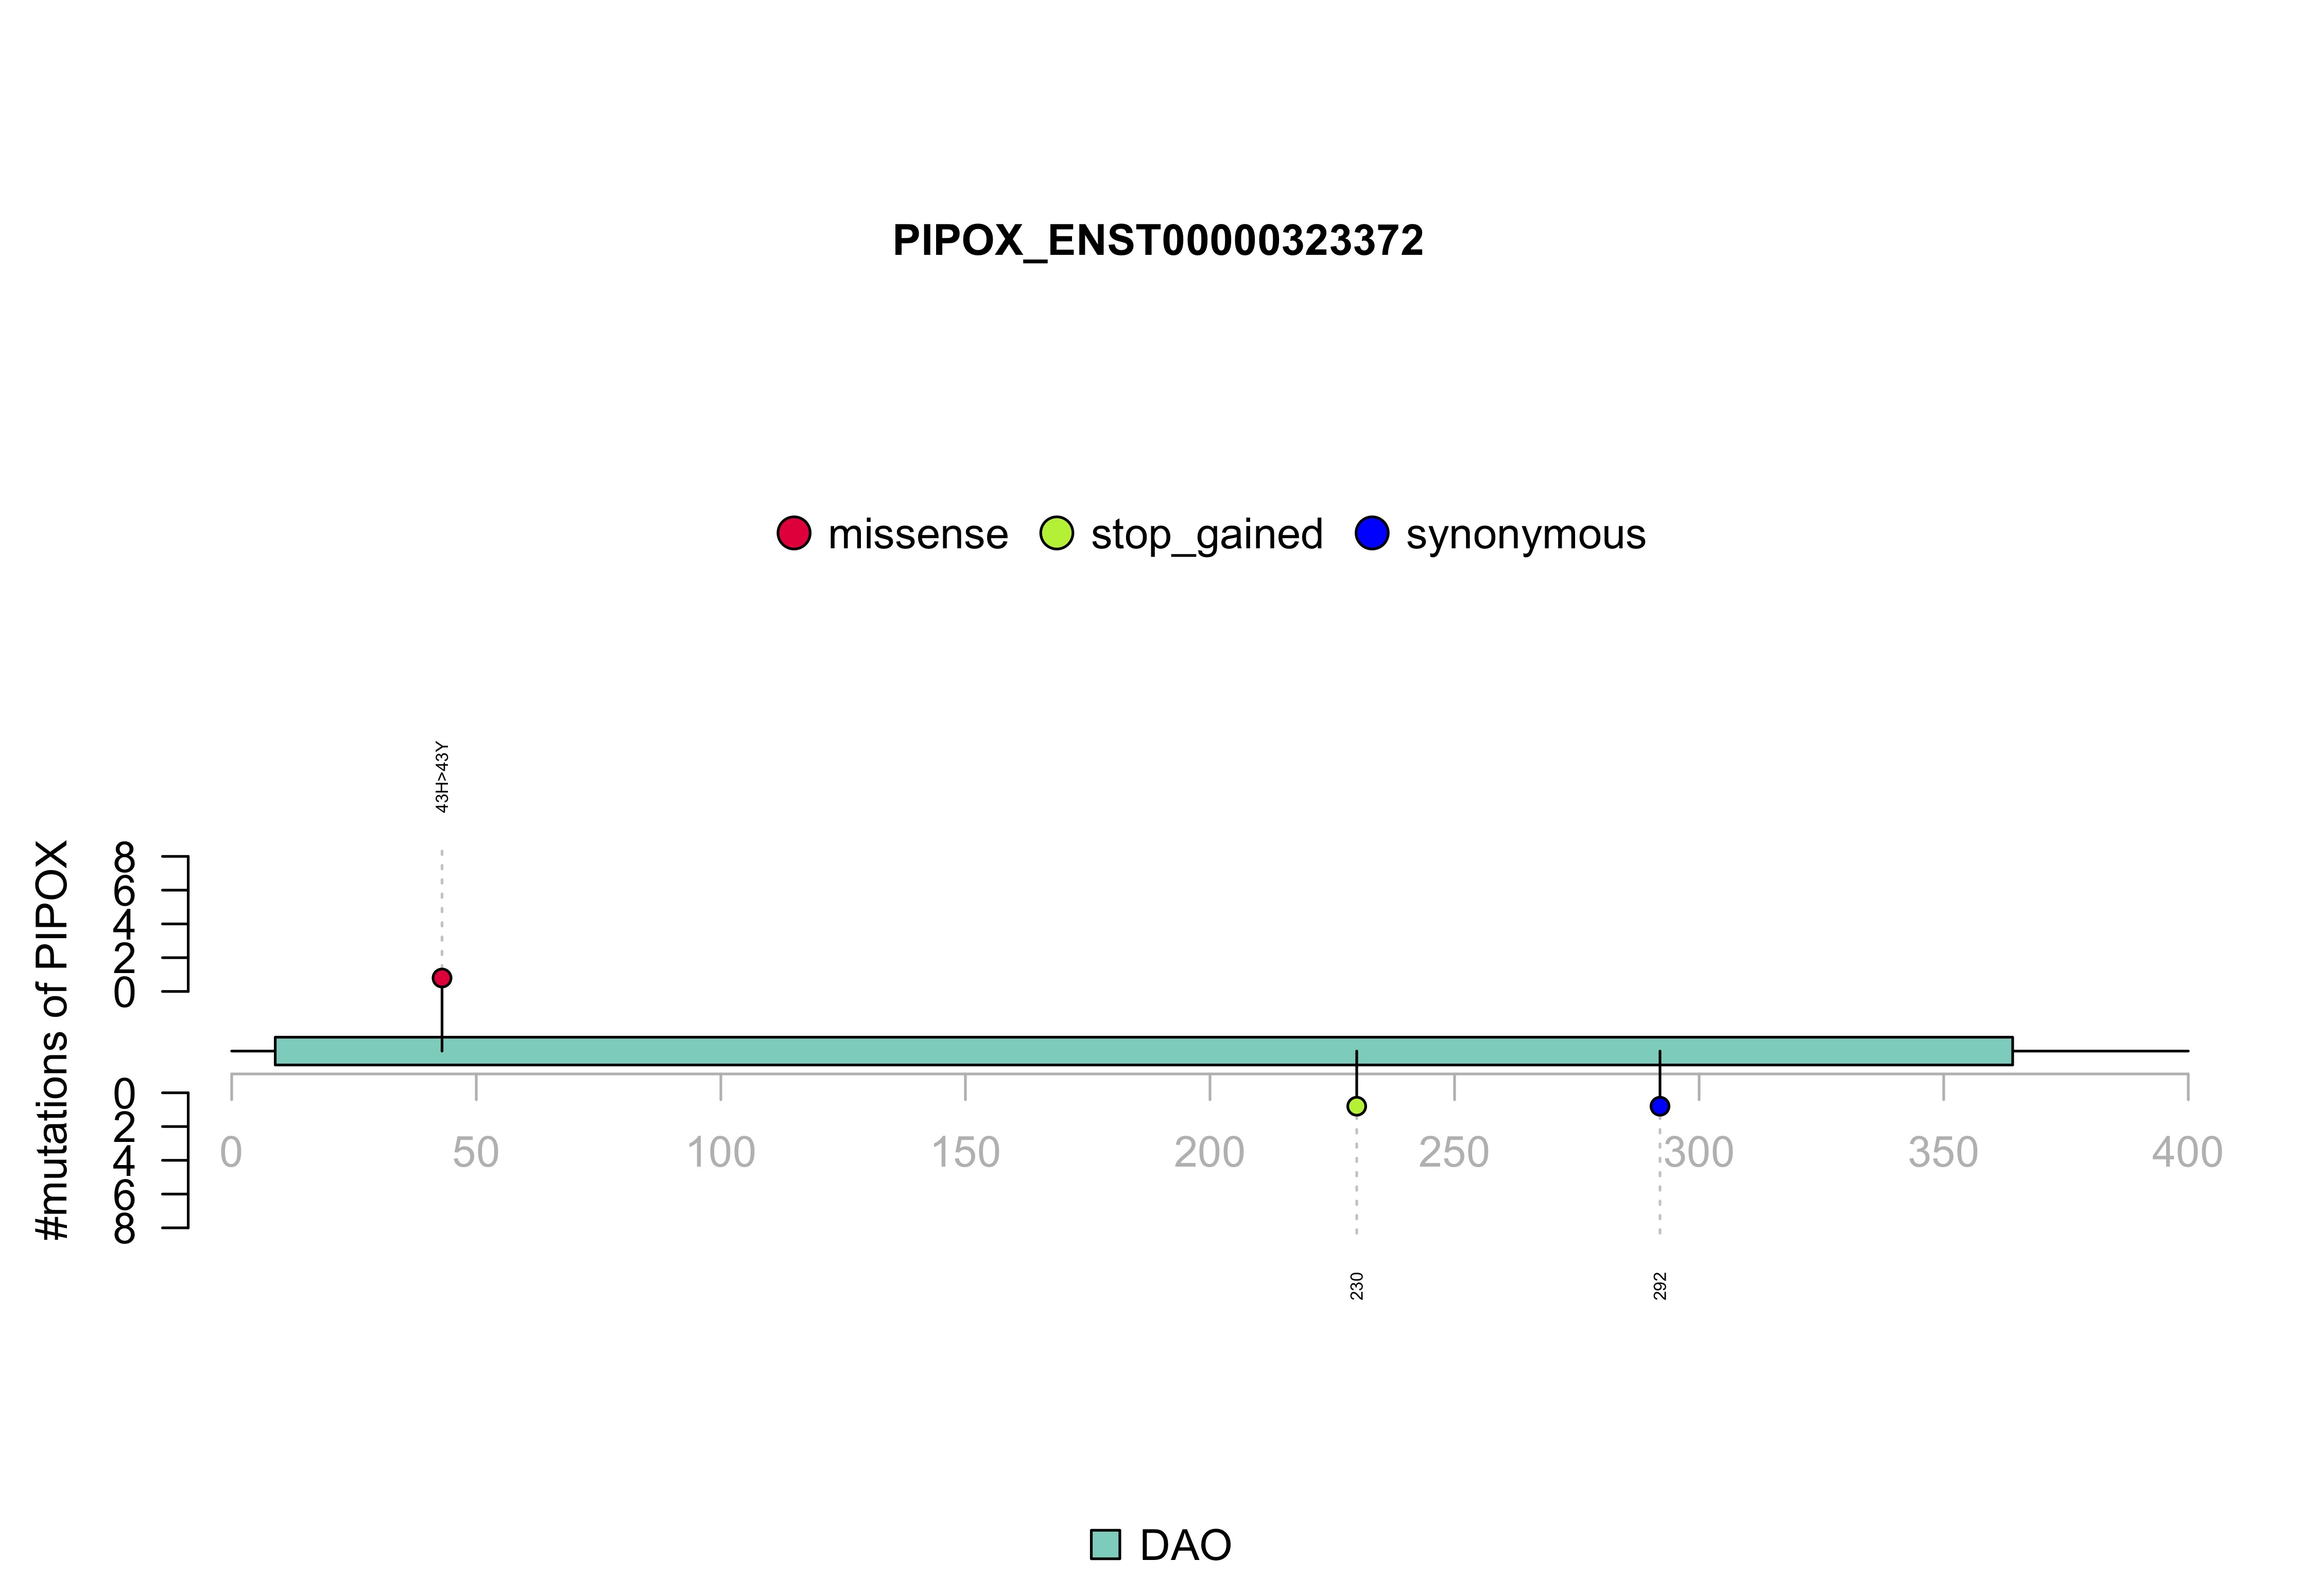 PIPOX_ENST00000323372
missense stop_gained synonymous
43H>43Y
#mutations of PIPOX
8
6
4
2
0
0
2
4
6
8
0 50 100 150 200 250 300 350 400
230 292
DAO